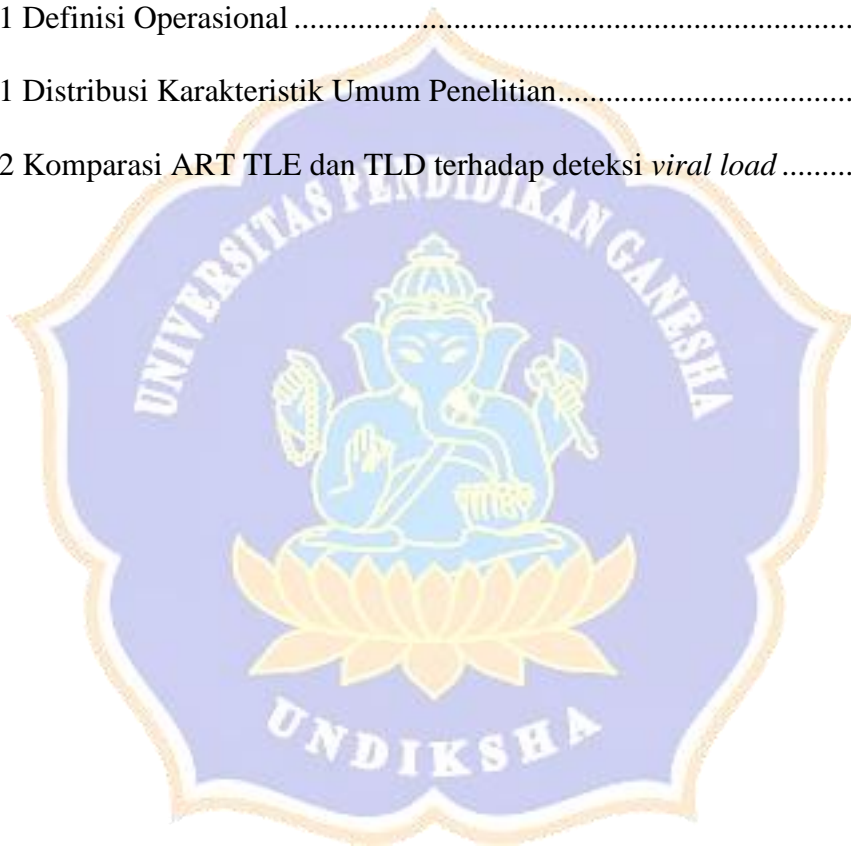 1 Definisi Operasional ......................................................................
1 Distribusi Karakteristik Umum Penelitian.....................................
2 Komparasi ART TLE dan TLD terhadap deteksi viral load .........
UNIVERSITAS PENDIDIKAN GANESHA
UNDIKSHA